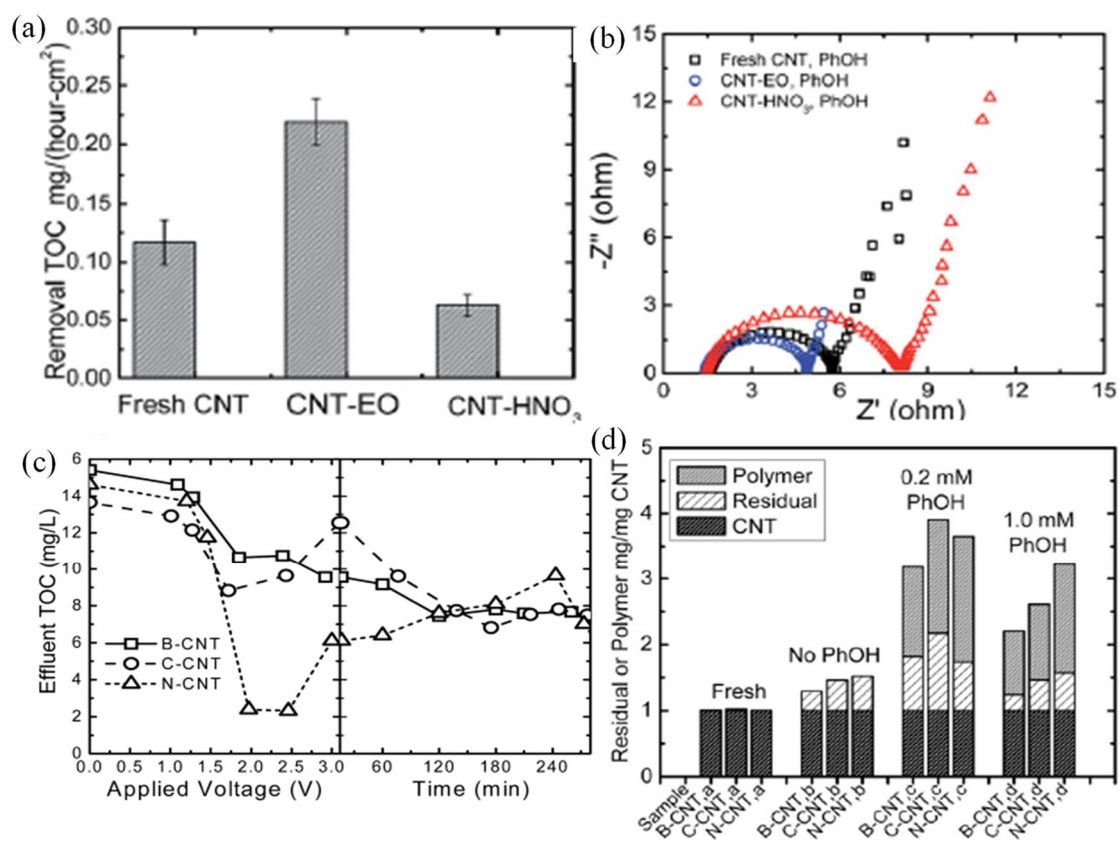 (a)
0.30
0.25
0.20
0.15
0.10
0.05
0.00
Removal TOC mg/(hour-cm²)
Fresh CNT
CNT-EO
CNT-HNO₃
(b)
15
12
9
6
3
0
-Z" (ohm)
Fresh CNT, PhOH
CNT-EO, PhOH
CNT-HNO₃, PhOH
0 3 6 9 12 15
Z' (ohm)
(c)
16
14
12
10
8
6
4
2
0
Effluent TOC (mg/L)
B-CNT
C-CNT
N-CNT
0.0 0.5 1.0 1.5 2.0 2.5 3.0 60 120 180 240
Applied Voltage (V)
Time (min)
(d)
5
4
3
2
1
0
Residual or Polymer mg/mg CNT
Polymer
Residual
CNT
Fresh
No PhOH
0.2 mM
PhOH
1.0 mM
PhOH
Sample
B-CNT,a
C-CNT,a
N-CNT,a
B-CNT,b
C-CNT,b
N-CNT,b
B-CNT,c
C-CNT,c
N-CNT,c
B-CNT,d
C-CNT,d
N-CNT,d